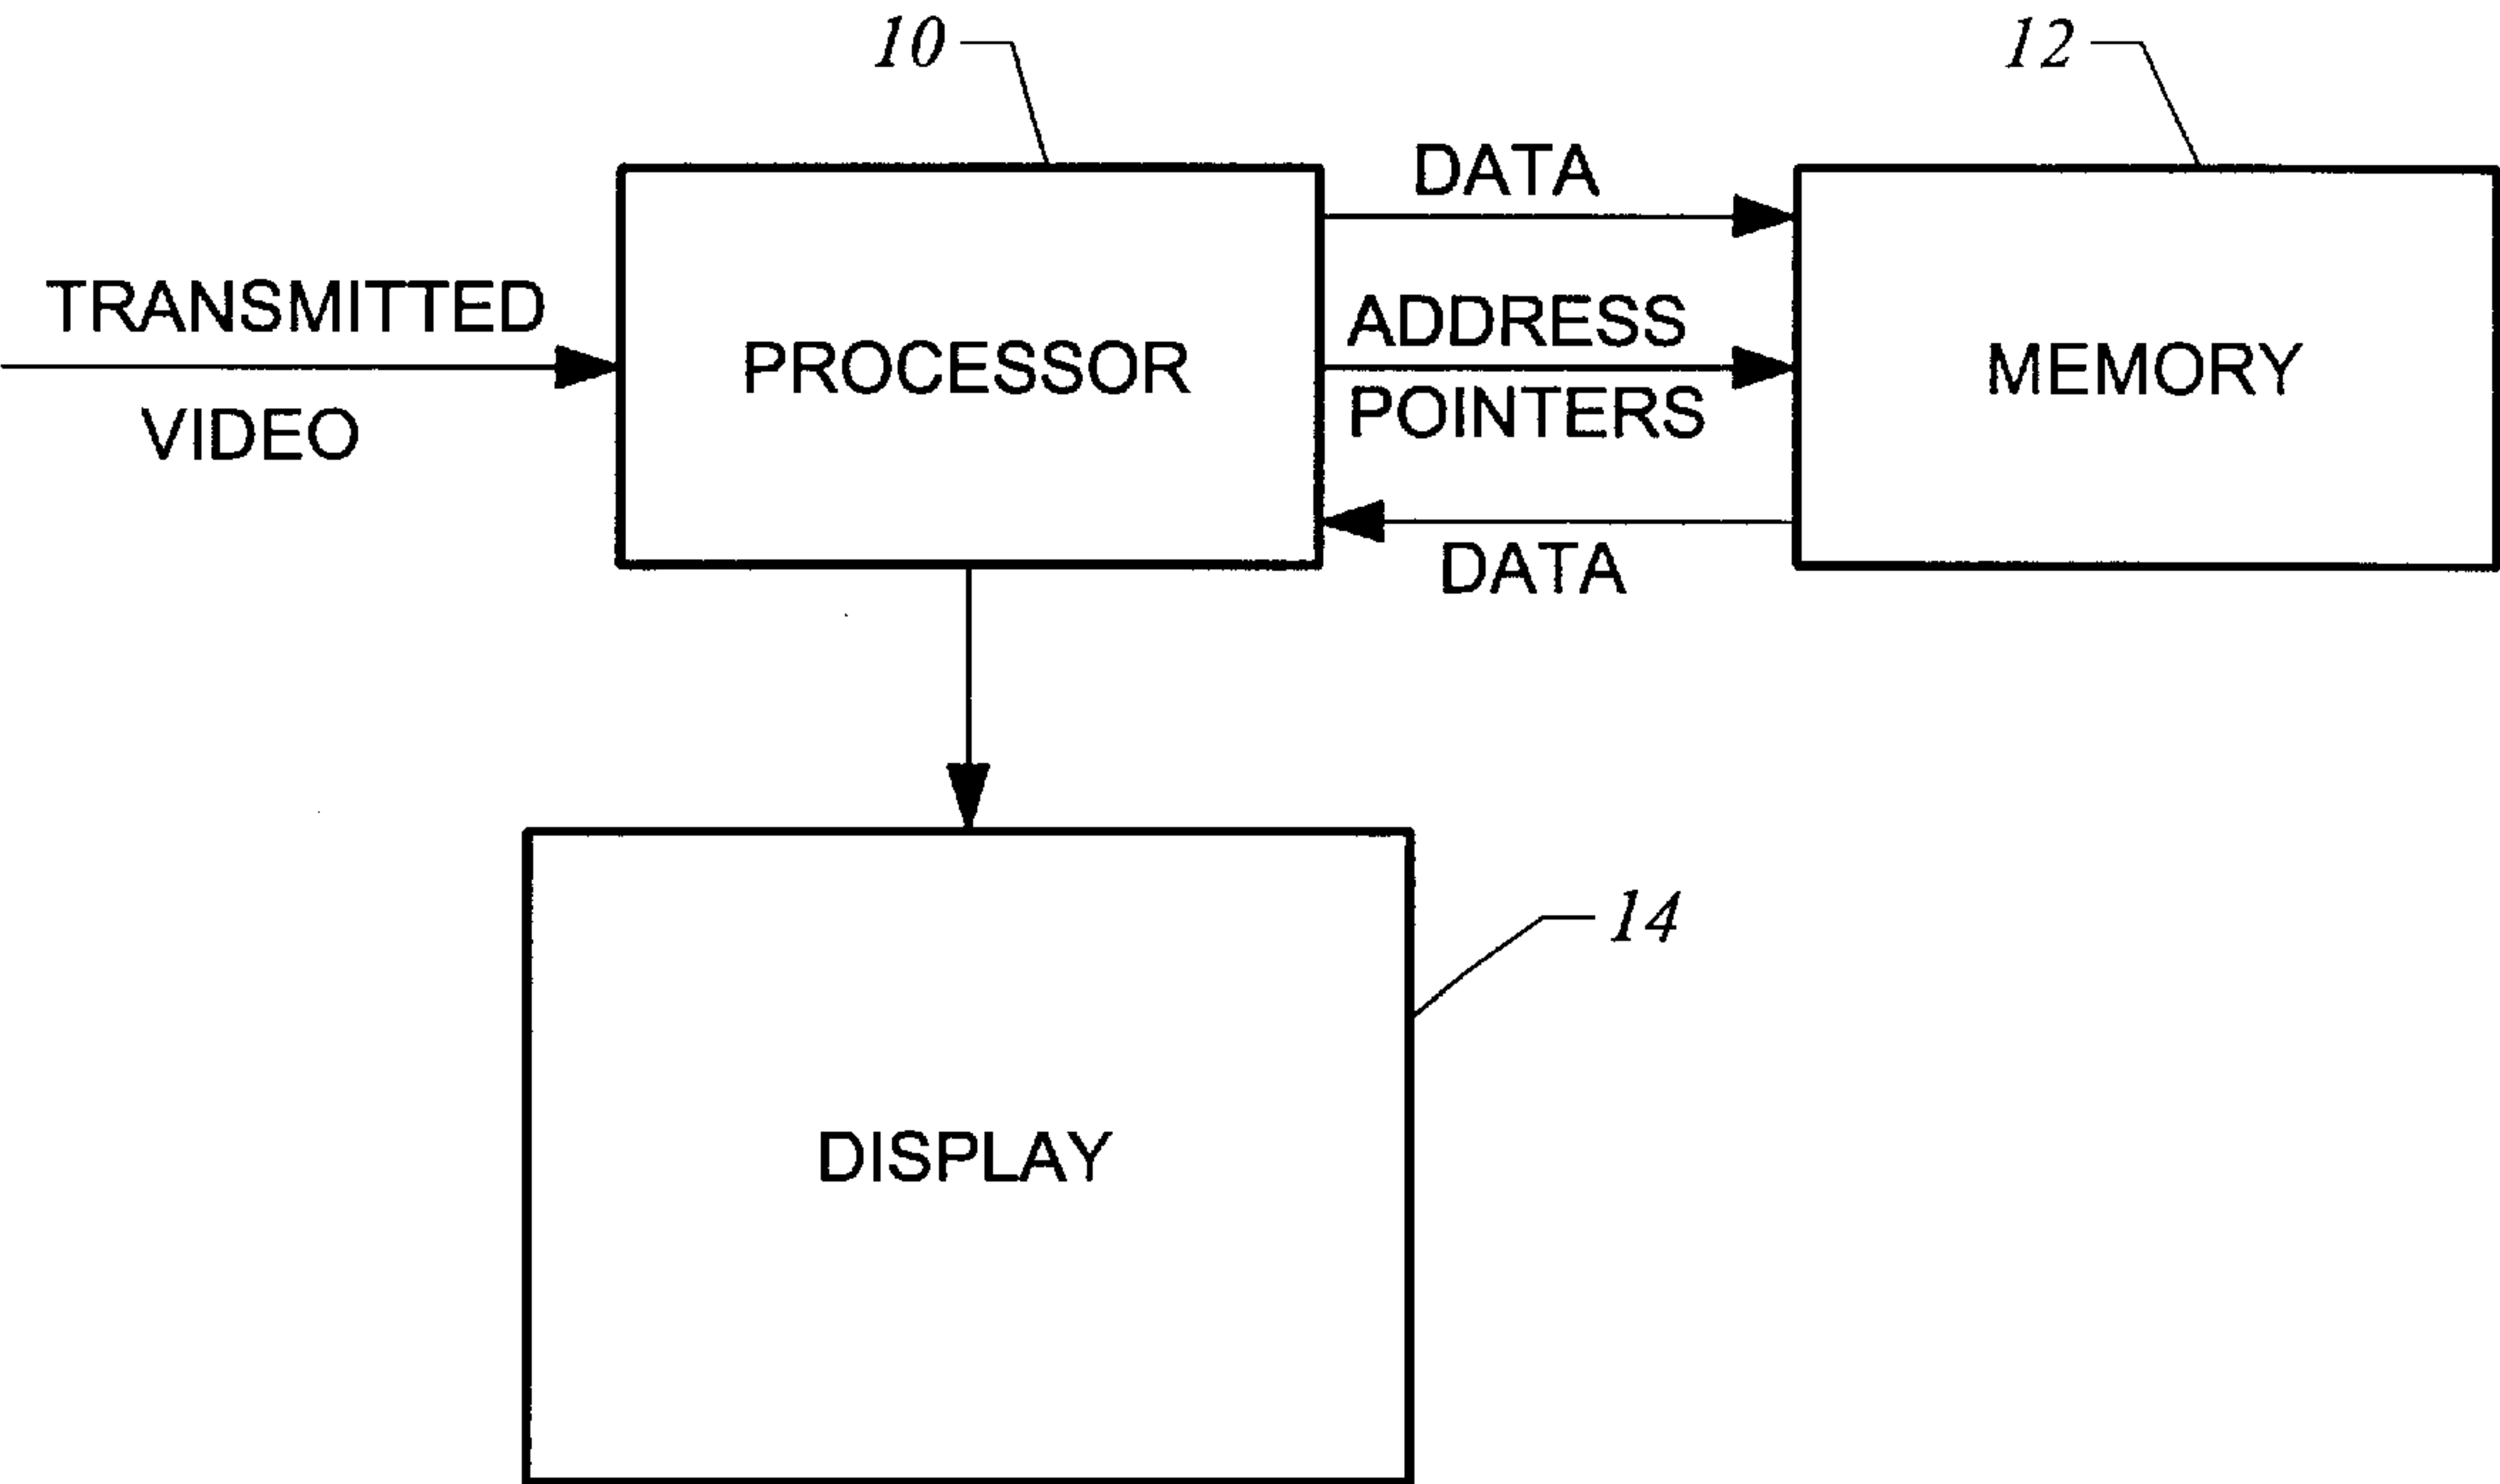 10
12
DATA
TRANSMITTED
VIDEO
PROCESSOR
ADDRESS
POINTERS
MEMORY
DATA
14
DISPLAY